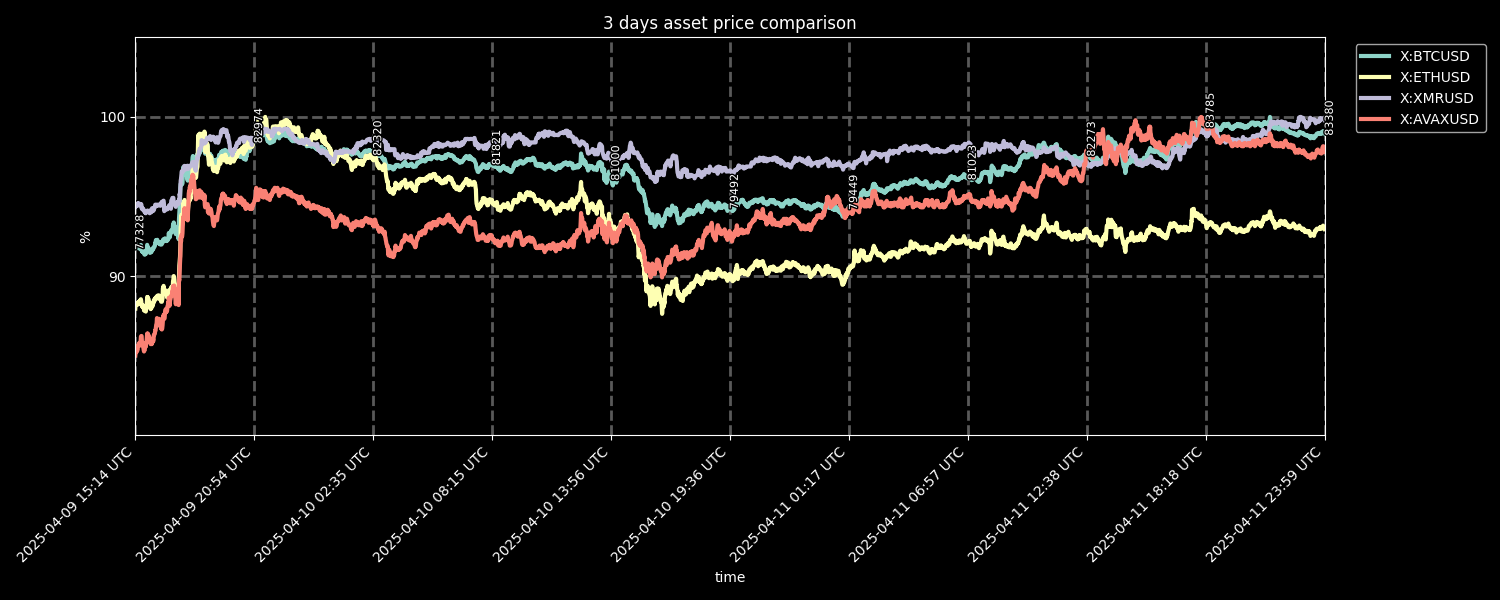 3 days asset price comparison
X:BTCUSD
X:ETHUSD
X:XMRUSD
X:AVAXUSD
100
90
%
77328
82974
82320
81821
81000
79492
79449
81023
82273
83785
83380
2025-04-09 15:14 UTC
2025-04-09 20:54 UTC
2025-04-10 02:35 UTC
2025-04-10 08:15 UTC
2025-04-10 13:56 UTC
2025-04-10 19:36 UTC
2025-04-11 01:17 UTC
2025-04-11 06:57 UTC
2025-04-11 12:38 UTC
2025-04-11 18:18 UTC
2025-04-11 23:59 UTC
time